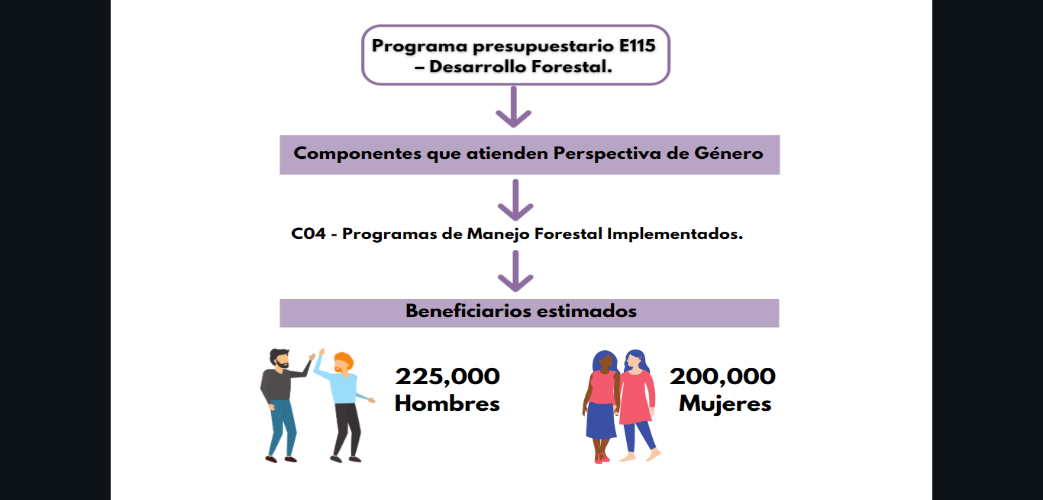 Programa presupuestario E115
– Desarrollo Forestal.
Componentes que atienden Perspectiva de Género
C04 - Programas de Manejo Forestal Implementados.
Beneficiarios estimados
225,000
Hombres
200,000
Mujeres